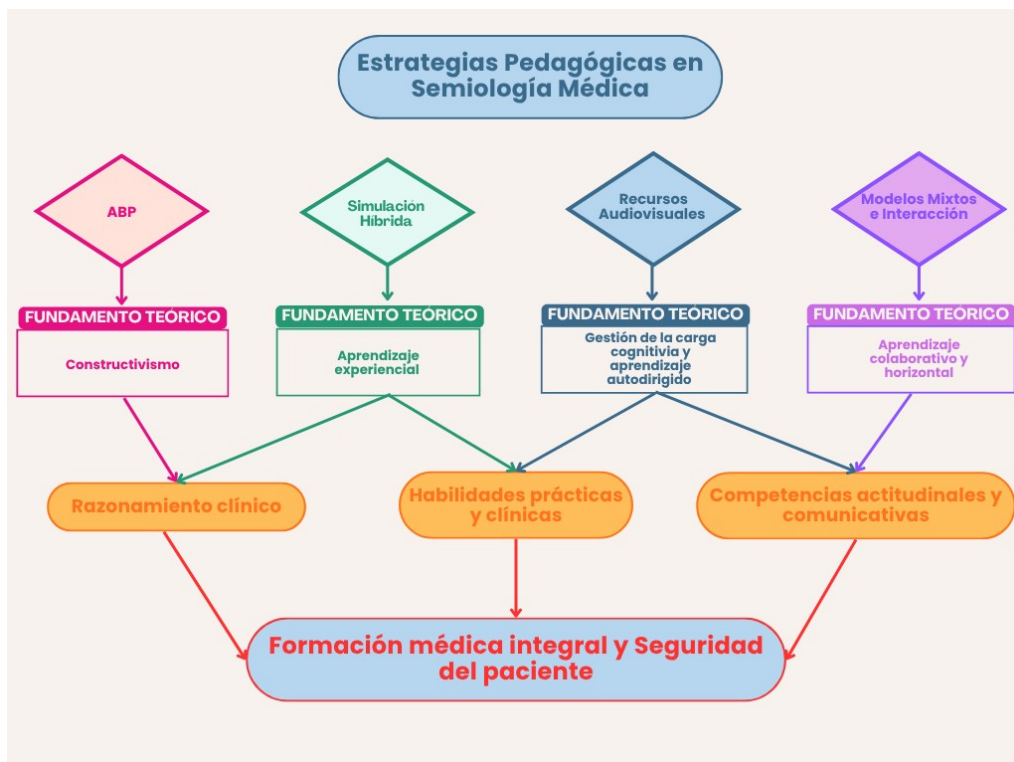 Estrategias Pedagógicas en
Semiología Médica
ABP
Simulación
Híbrida
Recursos
Audiovisuales
Modelos Mixtos
e Interacción
FUNDAMENTO TEÓRICO
Constructivismo
FUNDAMENTO TEÓRICO
Aprendizaje
experiencial
FUNDAMENTO TEÓRICO
Gestión de la carga
cognitivia y
aprendizaje
autodirigido
FUNDAMENTO TEÓRICO
Aprendizaje
colaborativo y
horizontal
Razonamiento clínico
Habilidades prácticas
y clínicas
Competencias actitudinales y
comunicativas
Formación médica integral y Seguridad
del paciente